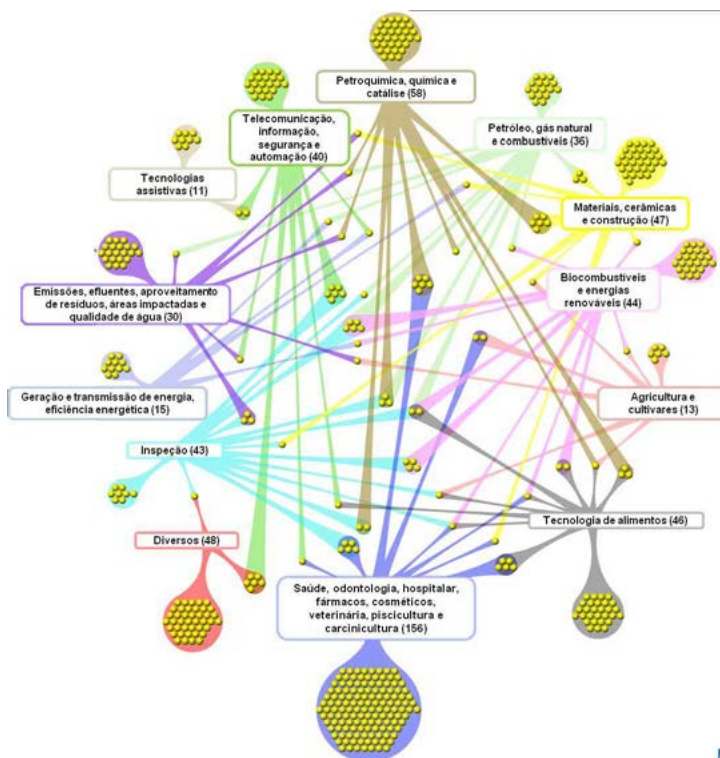 Petroquímica, química e
catálise (58)
Telecomunicação,
informação,
segurança e
automação (40)
Petróleo, gás natural
e combustíveis (36)
Tecnologias
assistivas (11)
Materiais, cerâmicas
e construção (47)
Emissões, efluentes, aproveitamento
de resíduos, áreas impactadas e
qualidade de água (30)
Biocombustíveis
e energias
renováveis (44)
Geração e transmissão de energia,
eficiência energética (15)
Agricultura e
cultivares (13)
Inspeção (43)
Diversos (48)
Tecnologia de alimentos (46)
Saúde, odontologia, hospitalar,
fármacos, cosméticos,
veterinária, piscicultura e
carcinicultura (156)